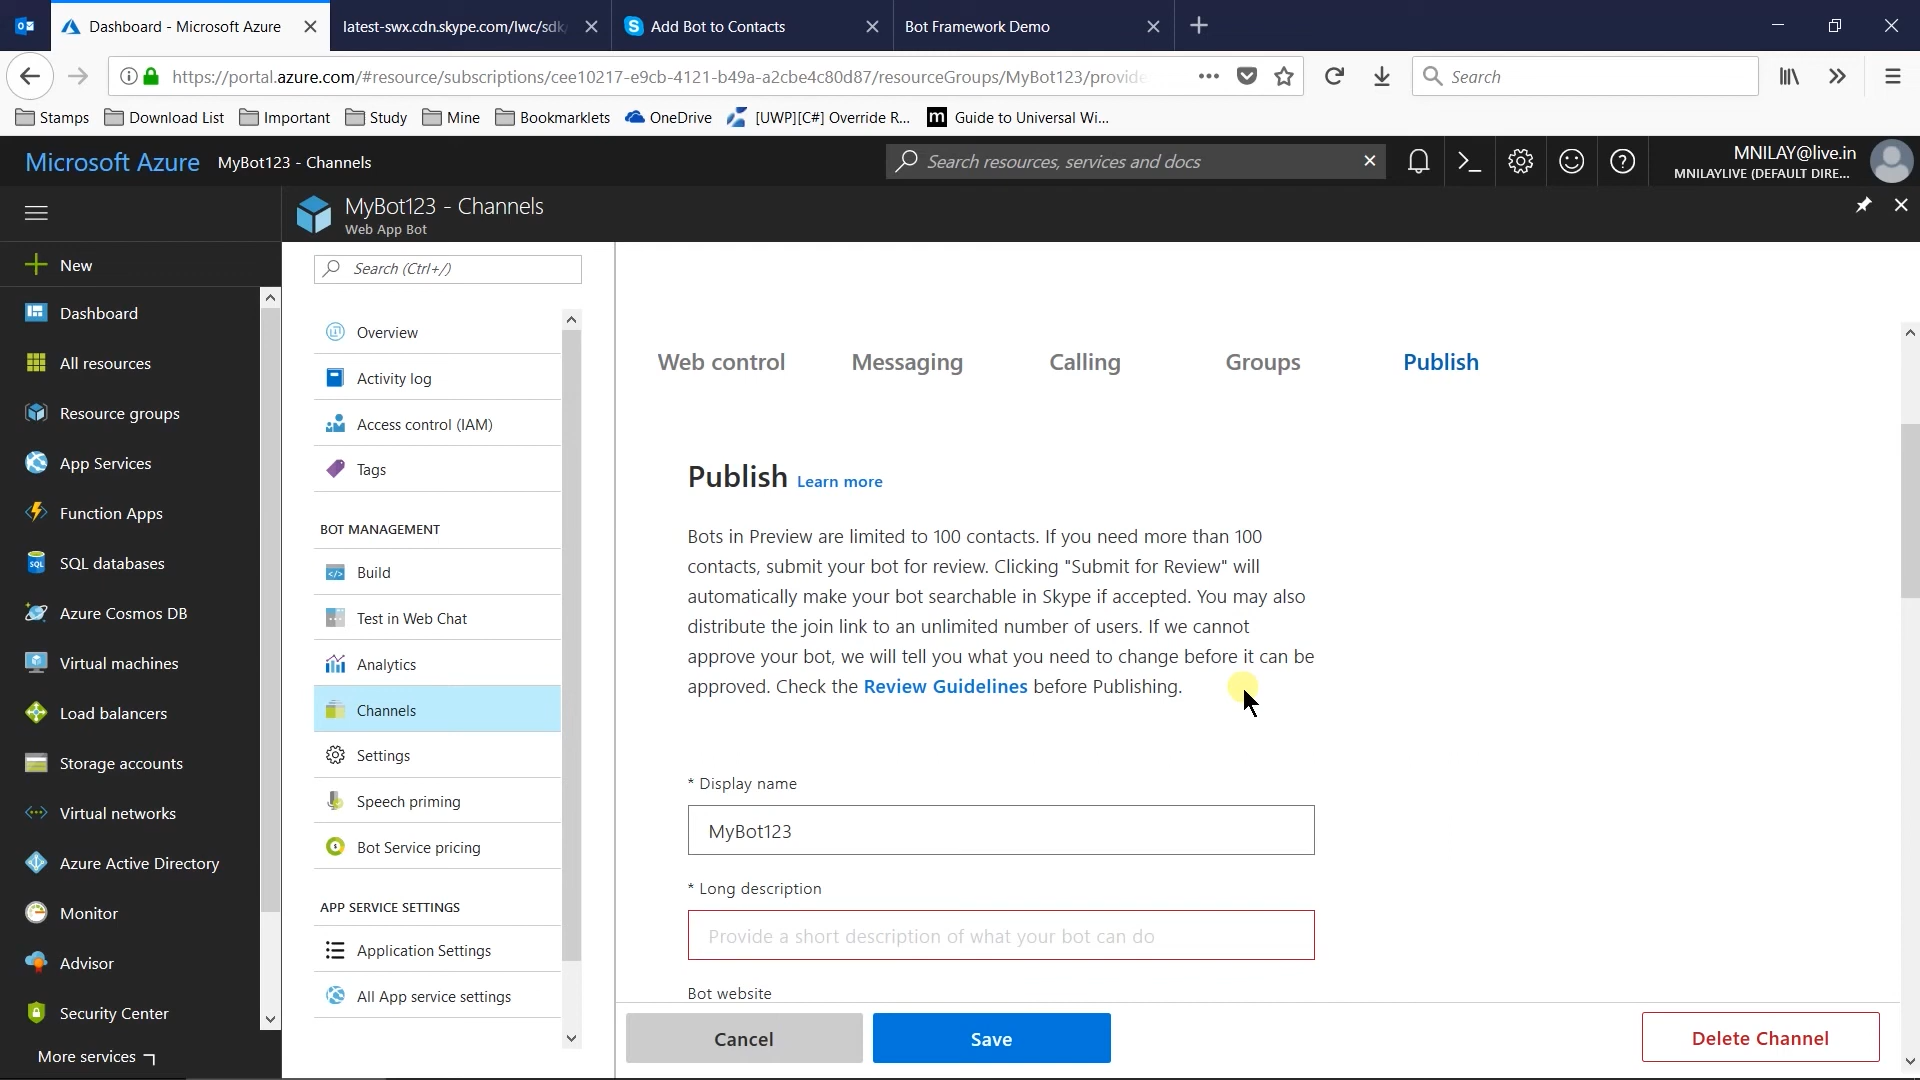 Dashboard - Microsoft Azure
latest-swx.cdn.skype.com/lwc/sdk/
Add Bot to Contacts
Bot Framework Demo
https://portal.azure.com/#resource/subscriptions/cee10217-e9cb-4121-b49a-a2cbe4c80d87/resourceGroups/MyBot123/provide
Search
Stamps
Download List
Important
Study
Mine
Bookmarklets
OneDrive
[UWP][C#] Override R...
m
Guide to Universal Wi...
Microsoft Azure
MyBot123 - Channels
Search resources, services and docs
MNILAY@live.in
MNILAYLIVE (DEFAULT DIRE...
MyBot123 - Channels
Web App Bot
New
Dashboard
All resources
Resource groups
App Services
Function Apps
SQL databases
Azure Cosmos DB
Virtual machines
Load balancers
Storage accounts
Virtual networks
Azure Active Directory
Monitor
Advisor
Security Center
More services
Search (Ctrl+/)
Overview
Activity log
Access control (IAM)
Tags
BOT MANAGEMENT
Build
Test in Web Chat
Analytics
Channels
Settings
Speech priming
Bot Service pricing
APP SERVICE SETTINGS
Application Settings
All App service settings
Web control
Messaging
Calling
Groups
Publish
Publish Learn more
Bots in Preview are limited to 100 contacts. If you need more than 100
contacts, submit your bot for review. Clicking "Submit for Review" will
automatically make your bot searchable in Skype if accepted. You may also
distribute the join link to an unlimited number of users. If we cannot
approve your bot, we will tell you what you need to change before it can be
approved. Check the Review Guidelines before Publishing.
* Display name
MyBot123
* Long description
Provide a short description of what your bot can do
Bot website
Cancel
Save
Delete Channel